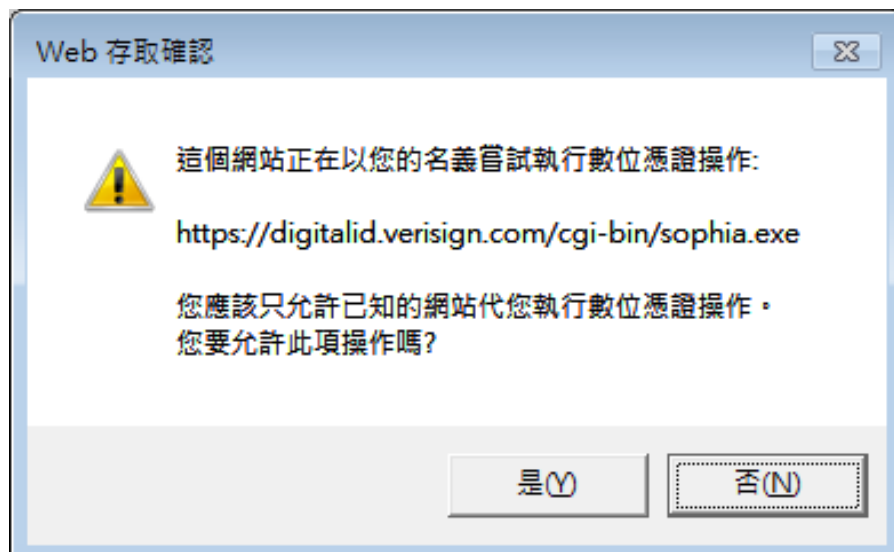 Web 存取確認
這個網站正在以您的名義嘗試執行數位憑證操作:
https://digitalid.verisign.com/cgi-bin/sophia.exe
您應該只允許已知的網站代您執行數位憑證操作。
您要允許此項操作嗎?
是(Y) 否(N)